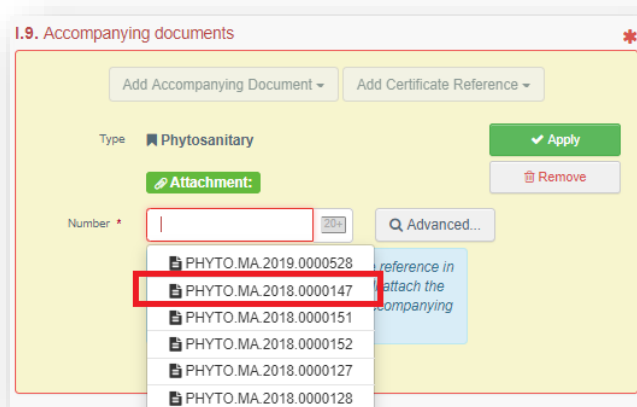 I.9. Accompanying documents *
Add Accompanying Document Add Certificate Reference
Type Phytosanitary Apply
Attachment: Remove
Number * 20+ Advanced...
PHYTO.MA.2019.0000528
reference in
PHYTO.MA.2018.0000147
attach the
PHYTO.MA.2018.0000151
PHYTO.MA.2018.0000152
PHYTO.MA.2018.0000127
PHYTO.MA.2018.0000128